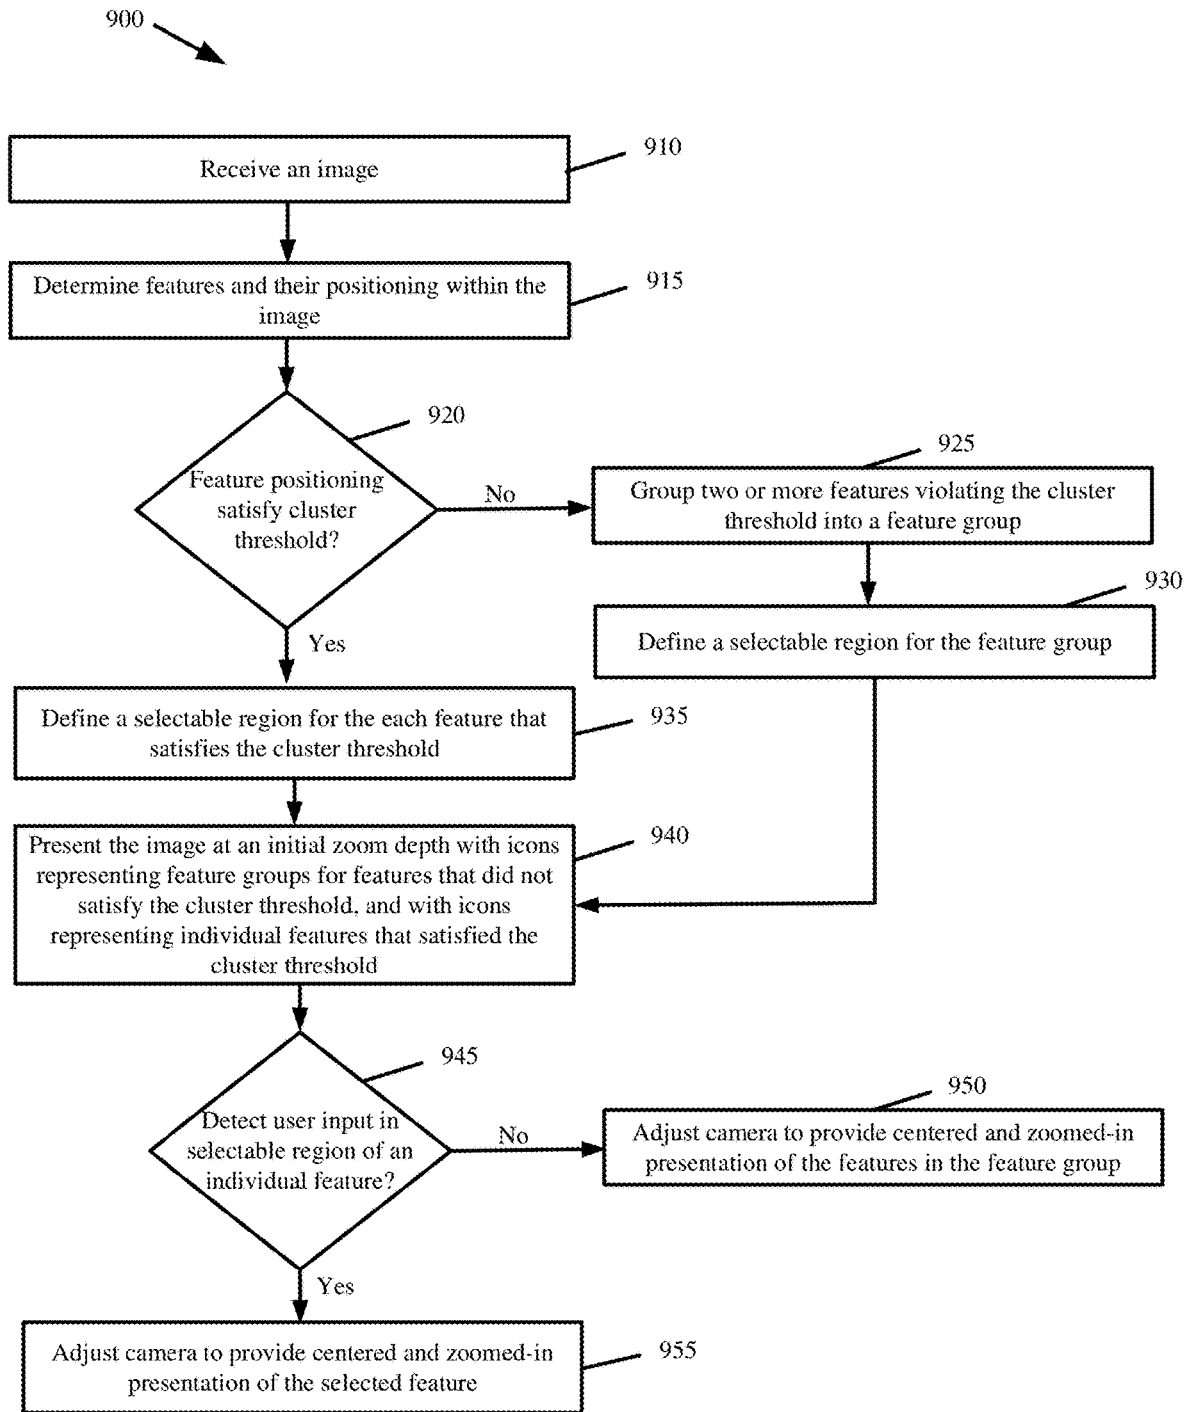 900
Receive an image
910
Determine features and their positioning within the
image
915
920
Feature positioning
satisfy cluster
threshold?
No
925
Group two or more features violating the cluster
threshold into a feature group
930
Define a selectable region for the feature group
Yes
Define a selectable region for the each feature that
satisfies the cluster threshold
935
Present the image at an initial zoom depth with icons
representing feature groups for features that did not
satisfy the cluster threshold, and with icons
representing individual features that satisfied the
cluster threshold
940
945
Detect user input in
selectable region of an
individual feature?
No
950
Adjust camera to provide centered and zoomed-in
presentation of the features in the feature group
Yes
Adjust camera to provide centered and zoomed-in
presentation of the selected feature
955